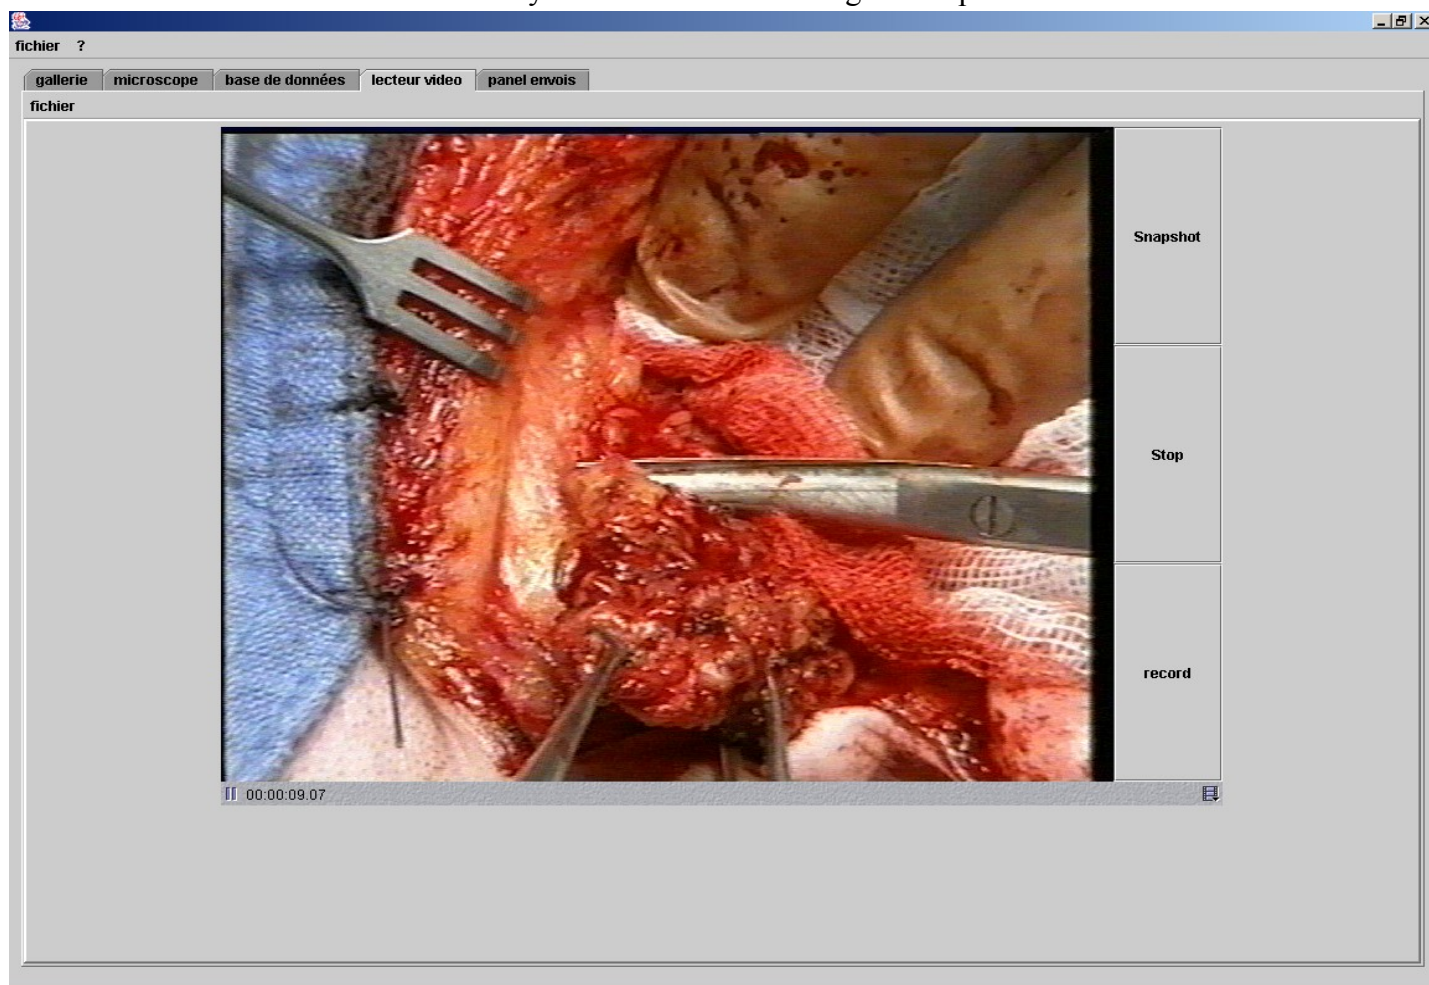 fichier ?
gallerie microscope base de données lecteur video panel envois
fichier
Snapshot
Stop
record
00:00:09.07